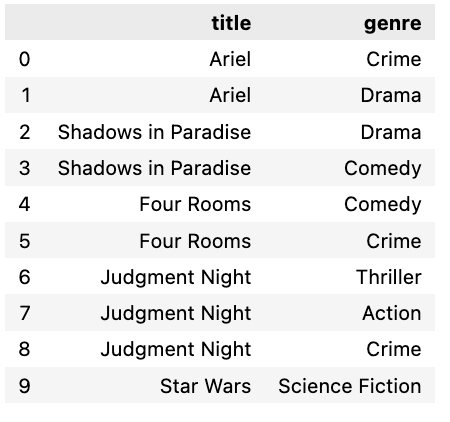 title genre
0 Ariel Crime
1 Ariel Drama
2 Shadows in Paradise Drama
3 Shadows in Paradise Comedy
4 Four Rooms Comedy
5 Four Rooms Crime
6 Judgment Night Thriller
7 Judgment Night Action
8 Judgment Night Crime
9 Star Wars Science Fiction